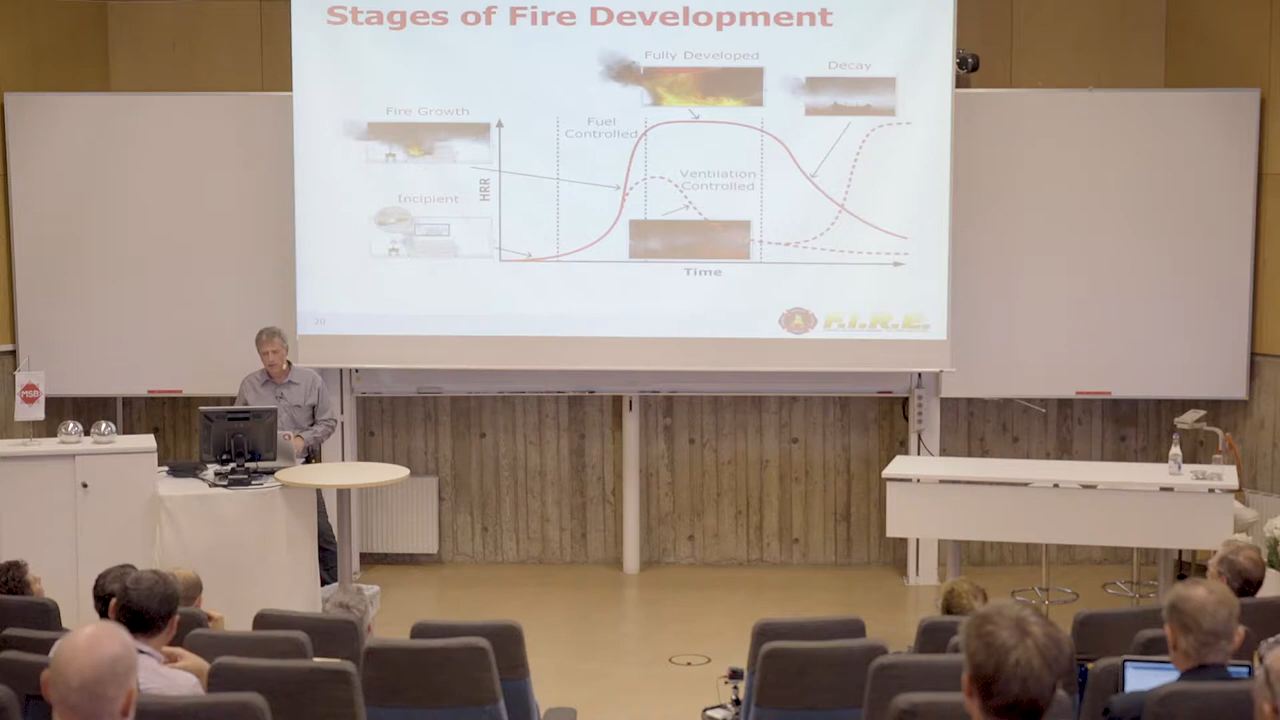 Stages of Fire Development
Fully Developed
Decay
Fire Growth
Fuel
Controlled
Ventilation
Controlled
HRR
Incipient
Time
20
F.I.R.E.
MSB